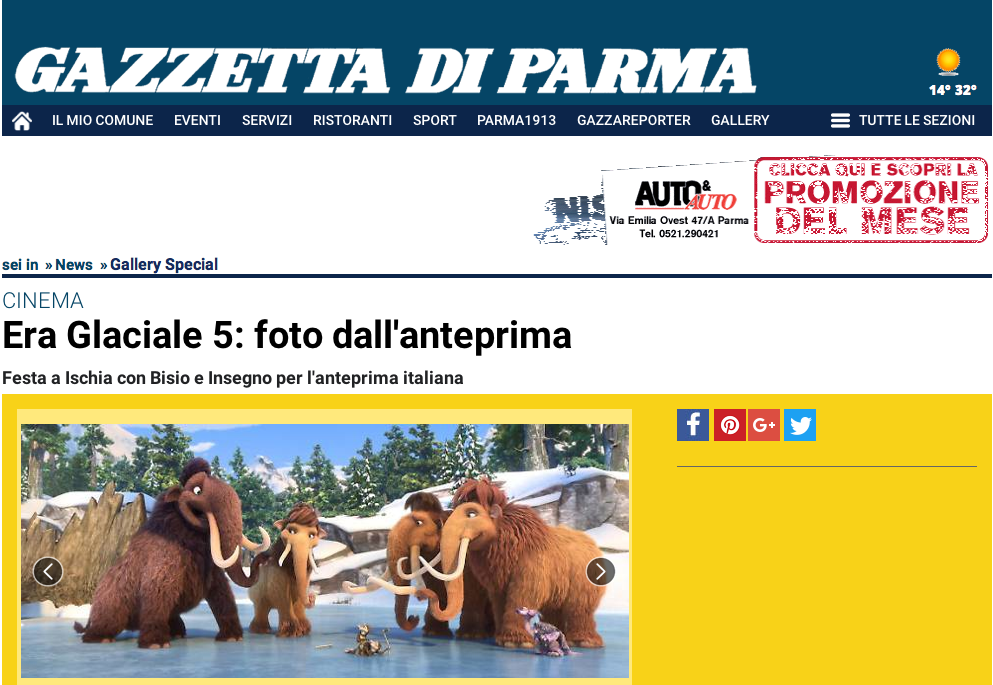 GAZZETTA DI PARMA
14° 32°
IL MIO COMUNE EVENTI SERVIZI RISTORANTI SPORT PARMA1913 GAZZAREPORTER GALLERY TUTTE LE SEZIONI
NIS
AUTO&
AUTO
Via Emilia Ovest 47/A Parma
Tel. 0521.290421
CLICCA QUI E SCOPRI LA
PROMOZIONE
DEL MESE
sei in » News » Gallery Special
CINEMA
Era Glaciale 5: foto dall'anteprima
Festa a Ischia con Bisio e Insegno per l'anteprima italiana
f G+